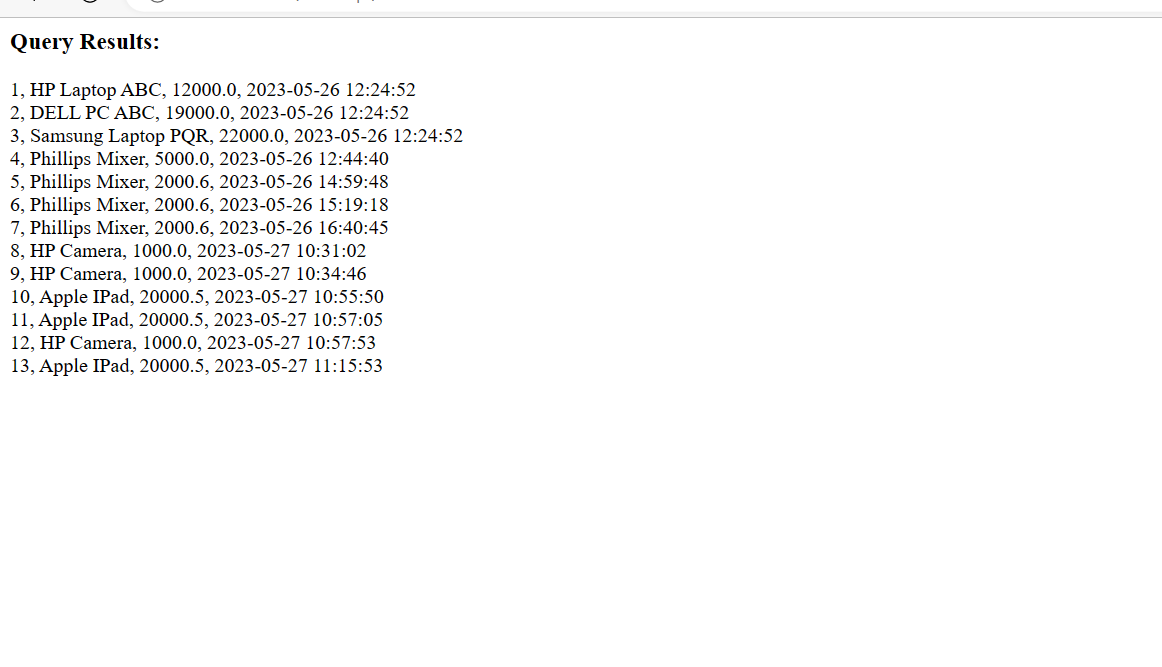 Query Results:
1, HP Laptop ABC, 12000.0, 2023-05-26 12:24:52
2, DELL PC ABC, 19000.0, 2023-05-26 12:24:52
3, Samsung Laptop PQR, 22000.0, 2023-05-26 12:24:52
4, Phillips Mixer, 5000.0, 2023-05-26 12:44:40
5, Phillips Mixer, 2000.6, 2023-05-26 14:59:48
6, Phillips Mixer, 2000.6, 2023-05-26 15:19:18
7, Phillips Mixer, 2000.6, 2023-05-26 16:40:45
8, HP Camera, 1000.0, 2023-05-27 10:31:02
9, HP Camera, 1000.0, 2023-05-27 10:34:46
10, Apple IPad, 20000.5, 2023-05-27 10:55:50
11, Apple IPad, 20000.5, 2023-05-27 10:57:05
12, HP Camera, 1000.0, 2023-05-27 10:57:53
13, Apple IPad, 20000.5, 2023-05-27 11:15:53